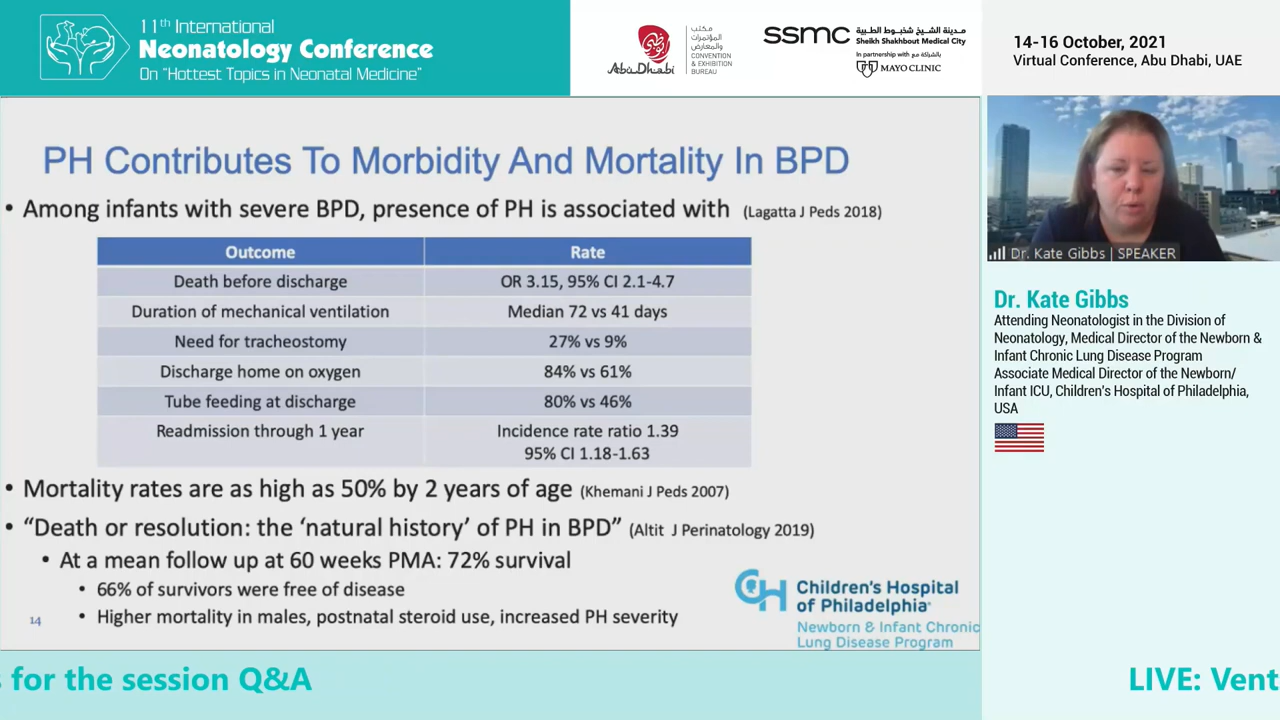 11th International
Neonatology Conference
On "Hottest Topics in Neonatal Medicine"
أبوظبي
Abu Dhabi
مكتب
المؤتمرات
والمعارض
CONVENTION
& EXHIBITION
BUREAU
ssmc
مدينة الشيخ شخبوط الطبية
Sheikh Shakhbout Medical City
In partnership with بالشراكة مع
MAYO CLINIC
14-16 October, 2021
Virtual Conference, Abu Dhabi, UAE
PH Contributes To Morbidity And Mortality In BPD
• Among infants with severe BPD, presence of PH is associated with (Lagatta J Peds 2018)
Outcome Rate
Death before discharge OR 3.15, 95% CI 2.1-4.7
Duration of mechanical ventilation Median 72 vs 41 days
Need for tracheostomy 27% vs 9%
Discharge home on oxygen 84% vs 61%
Tube feeding at discharge 80% vs 46%
Readmission through 1 year Incidence rate ratio 1.39
95% CI 1.18-1.63
• Mortality rates are as high as 50% by 2 years of age (Khemani J Peds 2007)
• "Death or resolution: the 'natural history' of PH in BPD" (Altit J Perinatology 2019)
• At a mean follow up at 60 weeks PMA: 72% survival
• 66% of survivors were free of disease
• Higher mortality in males, postnatal steroid use, increased PH severity
14
CH
Children's Hospital
of Philadelphia
Newborn & Infant Chronic
Lung Disease Program
Dr. Kate Gibbs | SPEAKER
Dr. Kate Gibbs
Attending Neonatologist in the Division of
Neonatology, Medical Director of the Newborn &
Infant Chronic Lung Disease Program
Associate Medical Director of the Newborn/
Infant ICU, Children's Hospital of Philadelphia,
USA
for the session Q&A
LIVE: Vent